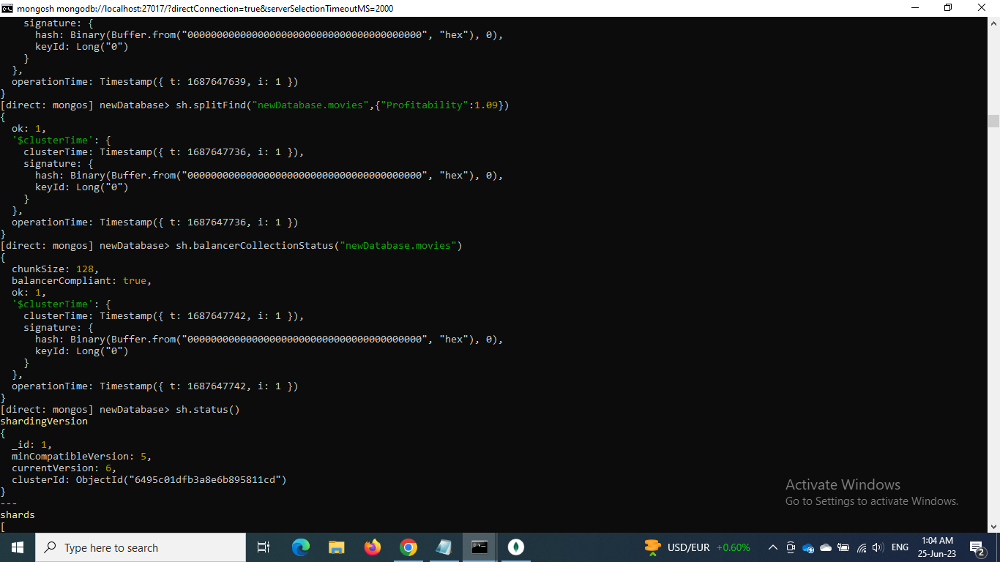 mongosh mongodb://localhost:27017/?directConnection=true&serverSelectionTimeoutMS=2000
    signature: {
      hash: Binary(Buffer.from("0000000000000000000000000000000000000000", "hex"), 0),
      keyId: Long("0")
    }
  },
  operationTime: Timestamp({ t: 1687647639, i: 1 })
}
[direct: mongos] newDatabase> sh.splitFind("newDatabase.movies",{"Profitability":1.09})
{
  ok: 1,
  '$clusterTime': {
    clusterTime: Timestamp({ t: 1687647736, i: 1 }),
    signature: {
      hash: Binary(Buffer.from("0000000000000000000000000000000000000000", "hex"), 0),
      keyId: Long("0")
    }
  },
  operationTime: Timestamp({ t: 1687647736, i: 1 })
}
[direct: mongos] newDatabase> sh.balancerCollectionStatus("newDatabase.movies")
{
  chunkSize: 128,
  balancerCompliant: true,
  ok: 1,
  '$clusterTime': {
    clusterTime: Timestamp({ t: 1687647742, i: 1 }),
    signature: {
      hash: Binary(Buffer.from("0000000000000000000000000000000000000000", "hex"), 0),
      keyId: Long("0")
    }
  },
  operationTime: Timestamp({ t: 1687647742, i: 1 })
}
[direct: mongos] newDatabase> sh.status()
shardingVersion
{
  _id: 1,
  minCompatibleVersion: 5,
  currentVersion: 6,
  clusterId: ObjectId("6495c01dfb3a8e6b895811cd")
}
---
shards
[
Activate Windows
Go to Settings to activate Windows.
Type here to search
USD/EUR +0.60%
ENG
1:04 AM
25-Jun-23
2